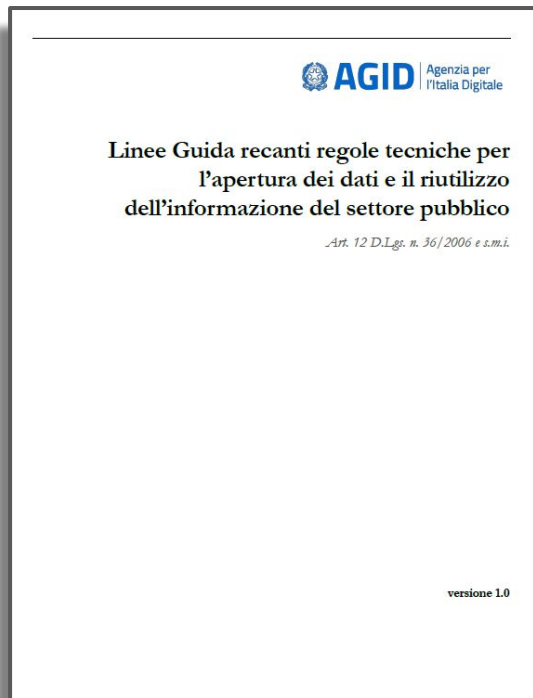 AGID Agenzia per
l'Italia Digitale
Linee Guida recanti regole tecniche per
l'apertura dei dati e il riutilizzo
dell'informazione del settore pubblico
Art. 12 D.Lgs. n. 36/2006 e s.m.i.
versione 1.0